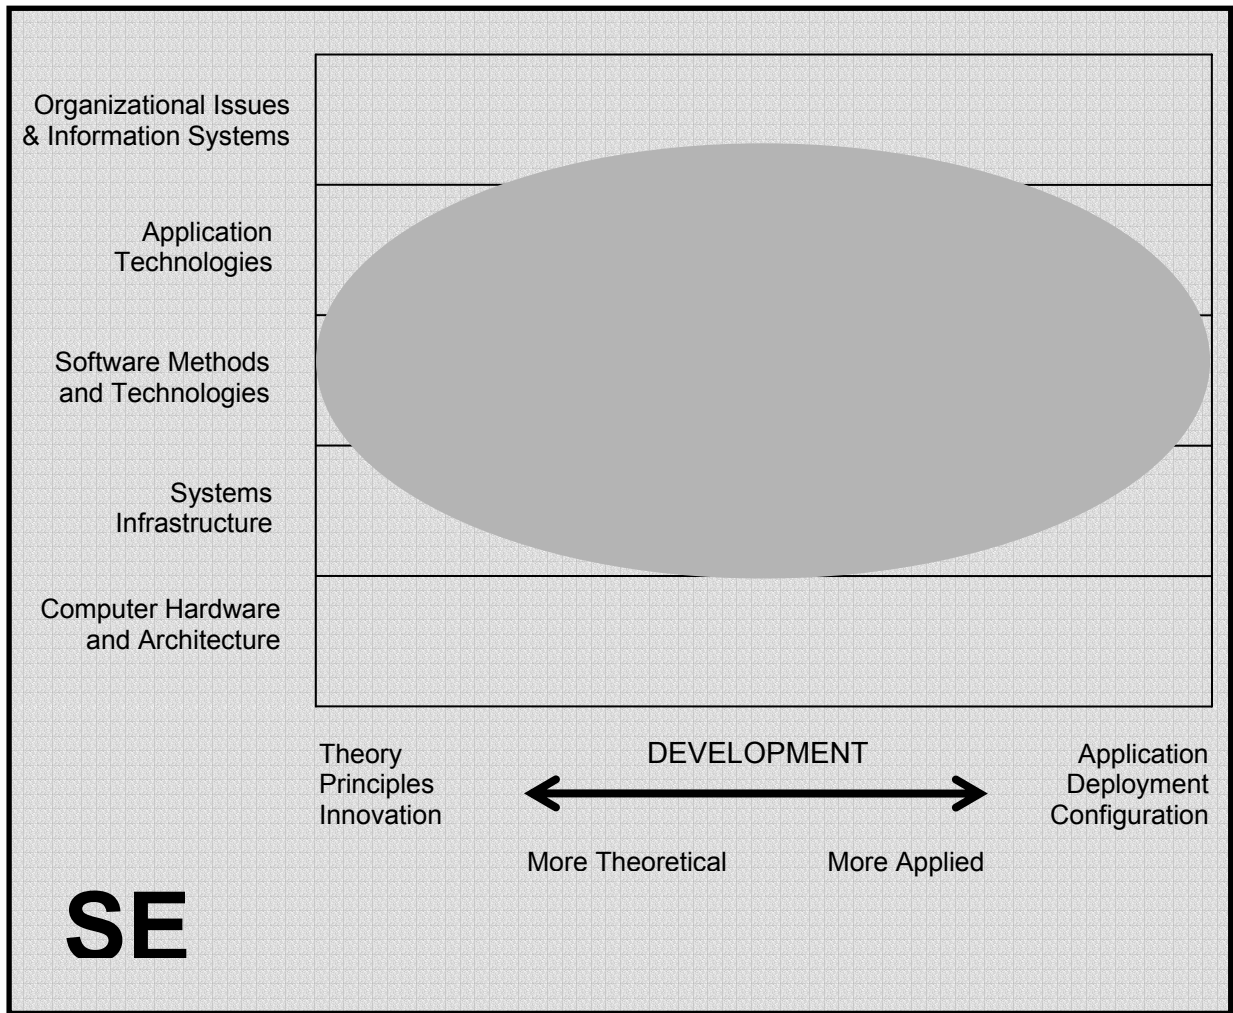 Organizational Issues
& Information Systems
Application
Technologies
Software Methods
and Technologies
Systems
Infrastructure
Computer Hardware
and Architecture
Theory
Principles
Innovation
DEVELOPMENT
Application
Deployment
Configuration
More Theoretical
More Applied
SE